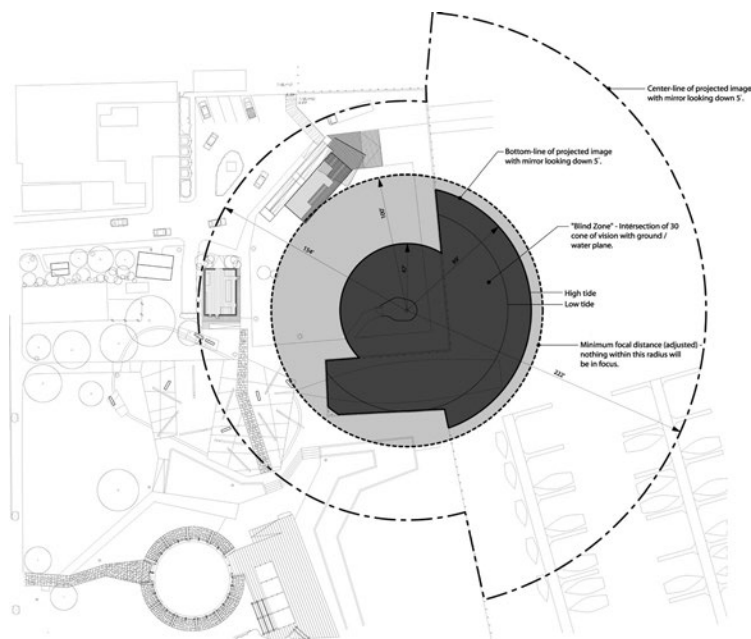 Center-line of projected image
with mirror looking down 5'.
Bottom-line of projected image
with mirror looking down 5'.
"Blind Zone" - Intersection of 30
cone of vision with ground /
water plane.
High tide
Low tide
Minimum focal distance (adjusted) -
nothing within this radius will
be in focus.
154'
232'